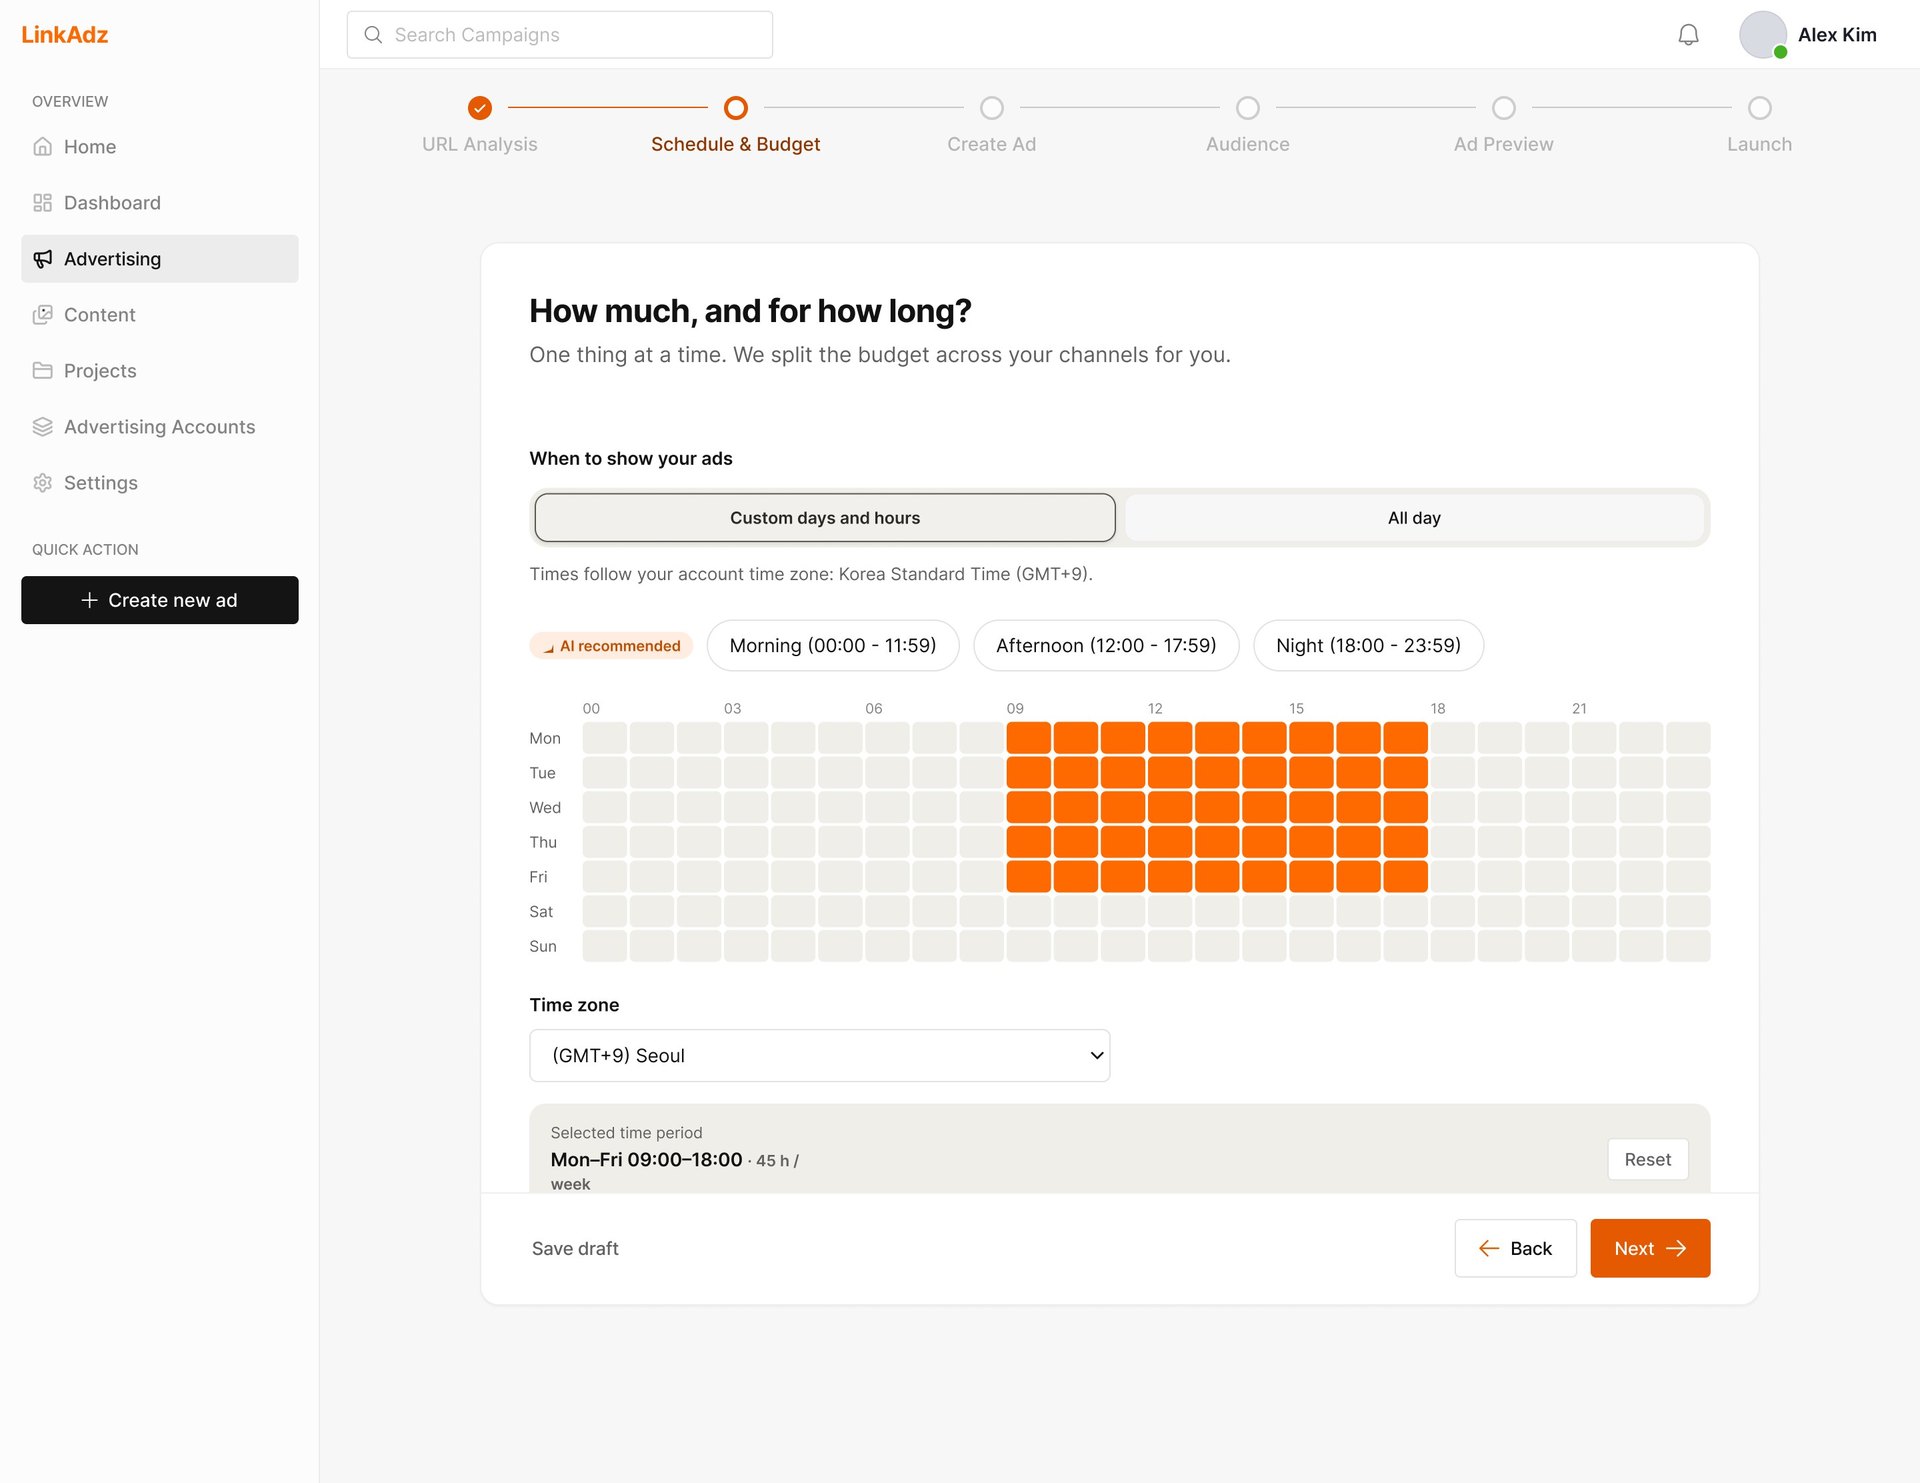 LinkAdz
Search Campaigns
Alex Kim
OVERVIEW
Home
Dashboard
Advertising
Content
Projects
Advertising Accounts
Settings
QUICK ACTION
Create new ad
URL Analysis
Schedule & Budget
Create Ad
Audience
Ad Preview
Launch
How much, and for how long?
One thing at a time. We split the budget across your channels for you.
When to show your ads
Custom days and hours
All day
Times follow your account time zone: Korea Standard Time (GMT+9).
AI recommended
Morning (00:00 - 11:59)
Afternoon (12:00 - 17:59)
Night (18:00 - 23:59)
00 03 06 09 12 15 18 21
Mon
Tue
Wed
Thu
Fri
Sat
Sun
Time zone
(GMT+9) Seoul
Selected time period
Mon–Fri 09:00–18:00 · 45 h /
week
Reset
Save draft
Back
Next